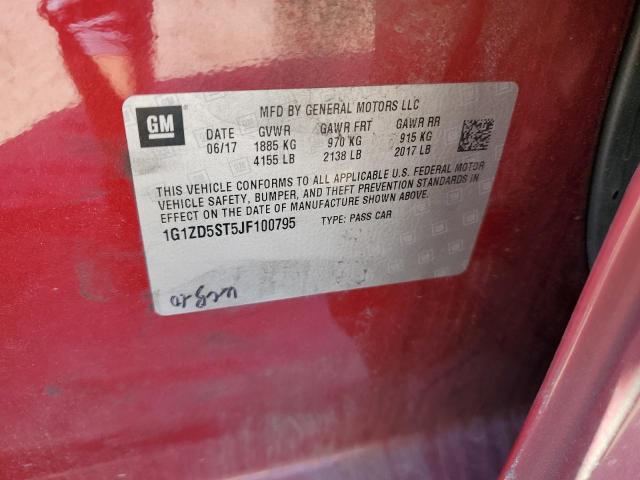 GM
MFD BY GENERAL MOTORS LLC
DATE GVWR GAWR FRT GAWR RR
06/17 1885 KG 970 KG 915 KG
4155 LB 2138 LB 2017 LB
THIS VEHICLE CONFORMS TO ALL APPLICABLE U.S. FEDERAL MOTOR
VEHICLE SAFETY, BUMPER, AND THEFT PREVENTION STANDARDS IN
EFFECT ON THE DATE OF MANUFACTURE SHOWN ABOVE.
1G1ZD5ST5JF100795 TYPE: PASS CAR